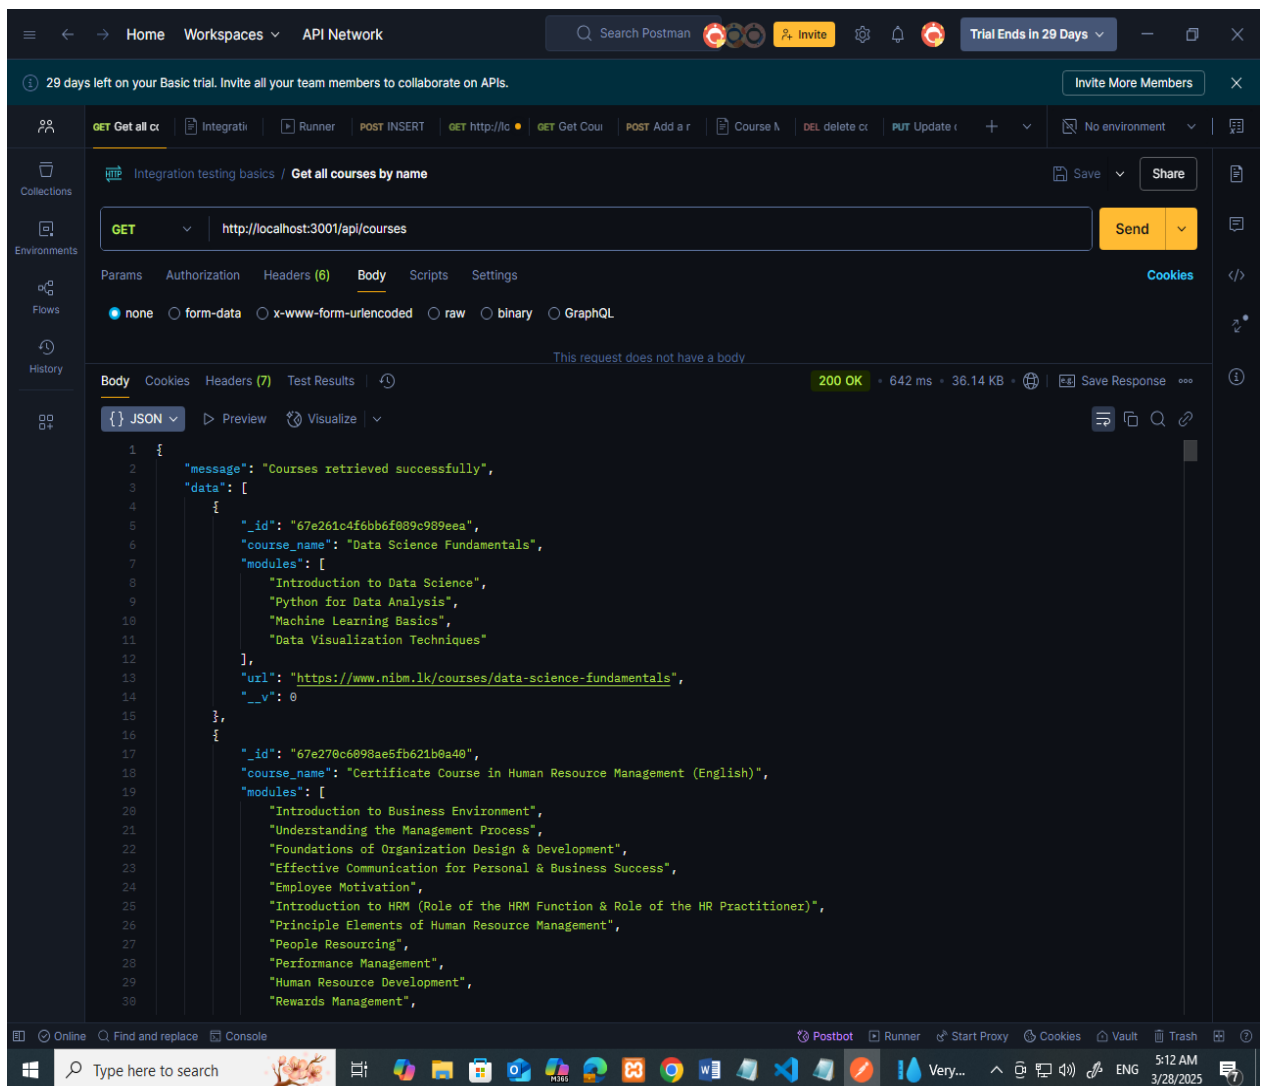 Home Workspaces API Network Search Postman Invite Trial Ends in 29 Days
29 days left on your Basic trial. Invite all your team members to collaborate on APIs. Invite More Members
GET Get all cc Integrati Runner POST INSERT GET http://lc GET Get Cour POST Add a r Course M DEL delete cc PUT Update c No environment
HTTP Integration testing basics / Get all courses by name Save Share
Collections
GET http://localhost:3001/api/courses Send
Environments
Params Authorization Headers (6) Body Scripts Settings Cookies
Flows
none form-data x-www-form-urlencoded raw binary GraphQL
This request does not have a body
History
Body Cookies Headers (7) Test Results 200 OK • 642 ms • 36.14 KB • e.g. Save Response
{} JSON Preview Visualize
1 {
2 "message": "Courses retrieved successfully",
3 "data": [
4 {
5 "_id": "67e261c4f6bb6f089c989eea",
6 "course_name": "Data Science Fundamentals",
7 "modules": [
8 "Introduction to Data Science",
9 "Python for Data Analysis",
10 "Machine Learning Basics",
11 "Data Visualization Techniques"
12 ],
13 "url": "https://www.nibm.lk/courses/data-science-fundamentals",
14 "__v": 0
15 },
16 {
17 "_id": "67e270c6098ae5fb621b0a40",
18 "course_name": "Certificate Course in Human Resource Management (English)",
19 "modules": [
20 "Introduction to Business Environment",
21 "Understanding the Management Process",
22 "Foundations of Organization Design & Development",
23 "Effective Communication for Personal & Business Success",
24 "Employee Motivation",
25 "Introduction to HRM (Role of the HRM Function & Role of the HR Practitioner)",
26 "Principle Elements of Human Resource Management",
27 "People Resourcing",
28 "Performance Management",
29 "Human Resource Development",
30 "Rewards Management",
Online Find and replace Console Postbot Runner Start Proxy Cookies Vault Trash
Type here to search M365 Very... ENG 5:12 AM
3/28/2025 7